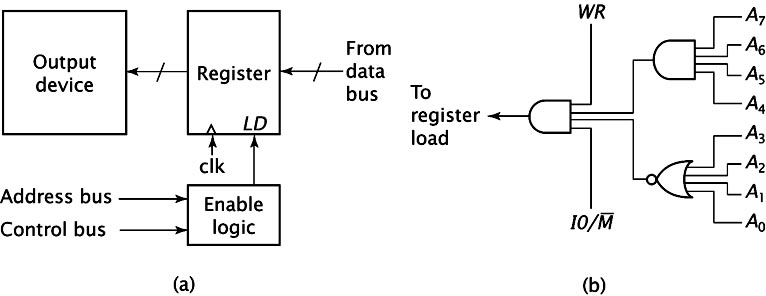 Output
device
Register
LD
clk
From
data
bus
Address bus
Control bus
Enable
logic
(a)
WR
To
register
load
IO/M̅
A₇
A₆
A₅
A₄
A₃
A₂
A₁
A₀
(b)